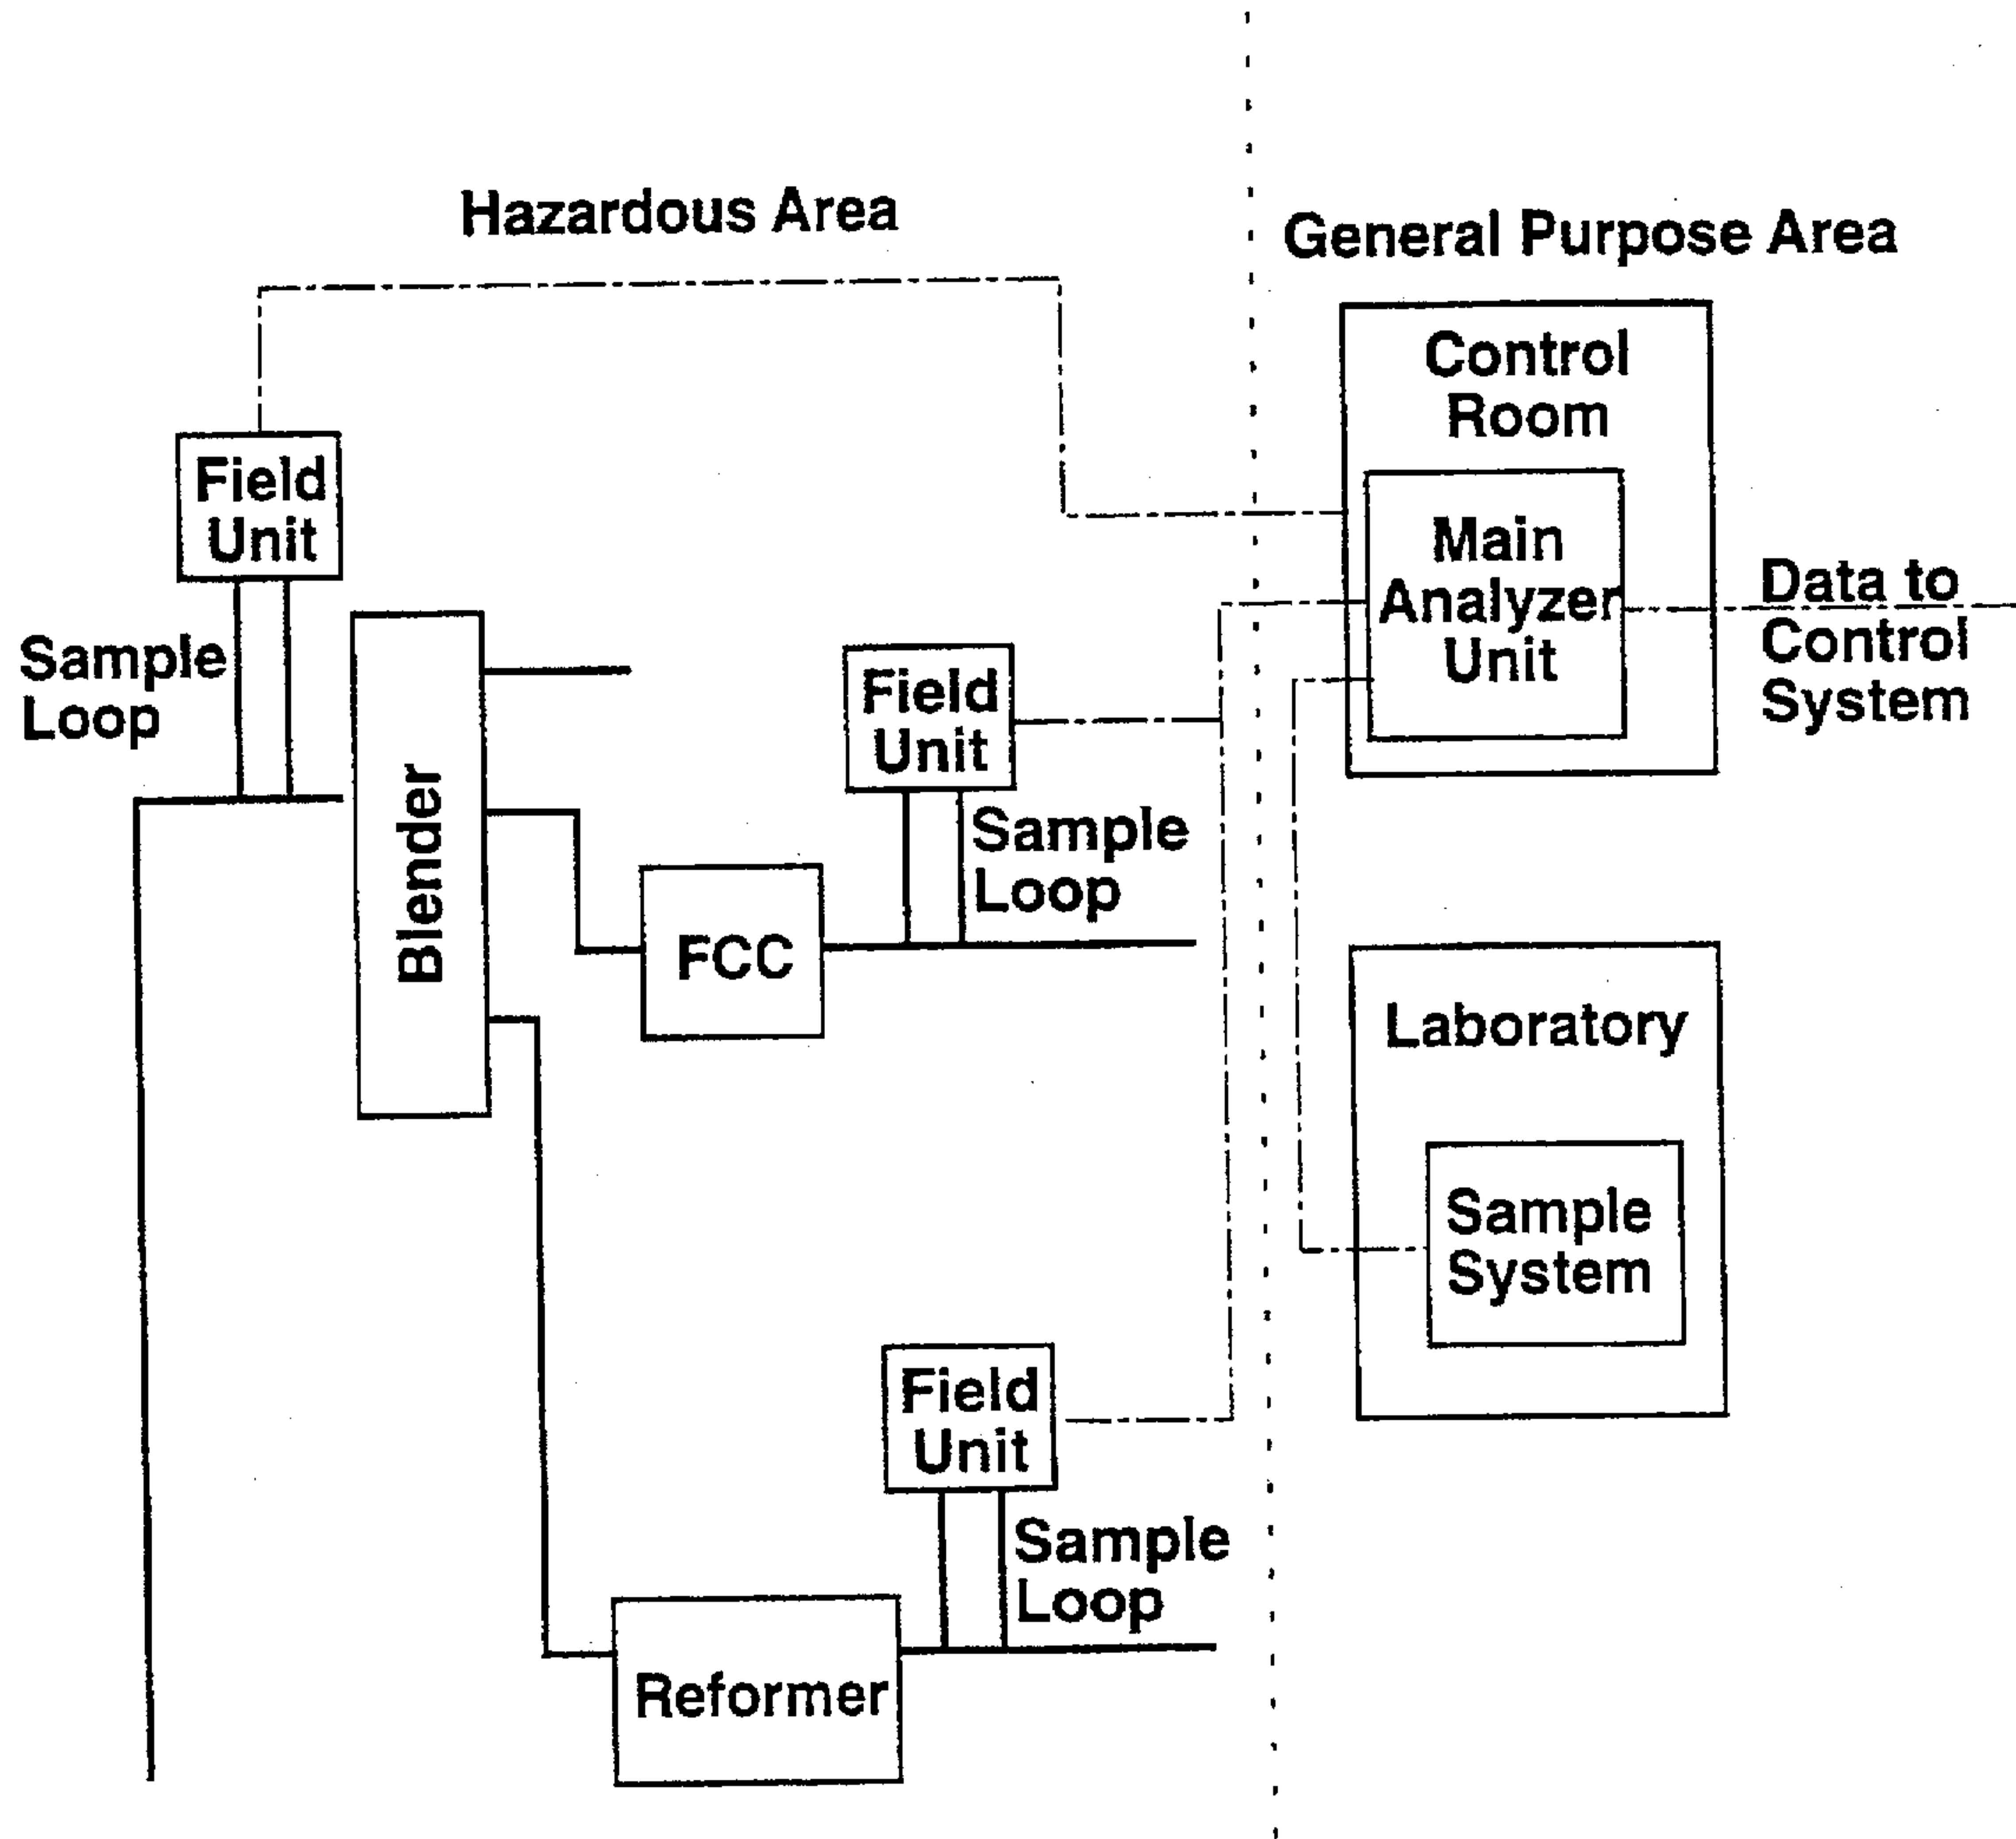 Hazardous Area
General Purpose Area
Control
Room
Field
Unit
Main
Analyzer
Unit
Data to
Control
System
Sample
Loop
Field
Unit
Blender
Sample
Loop
FCC
Laboratory
Sample
System
Field
Unit
Sample
Loop
Reformer